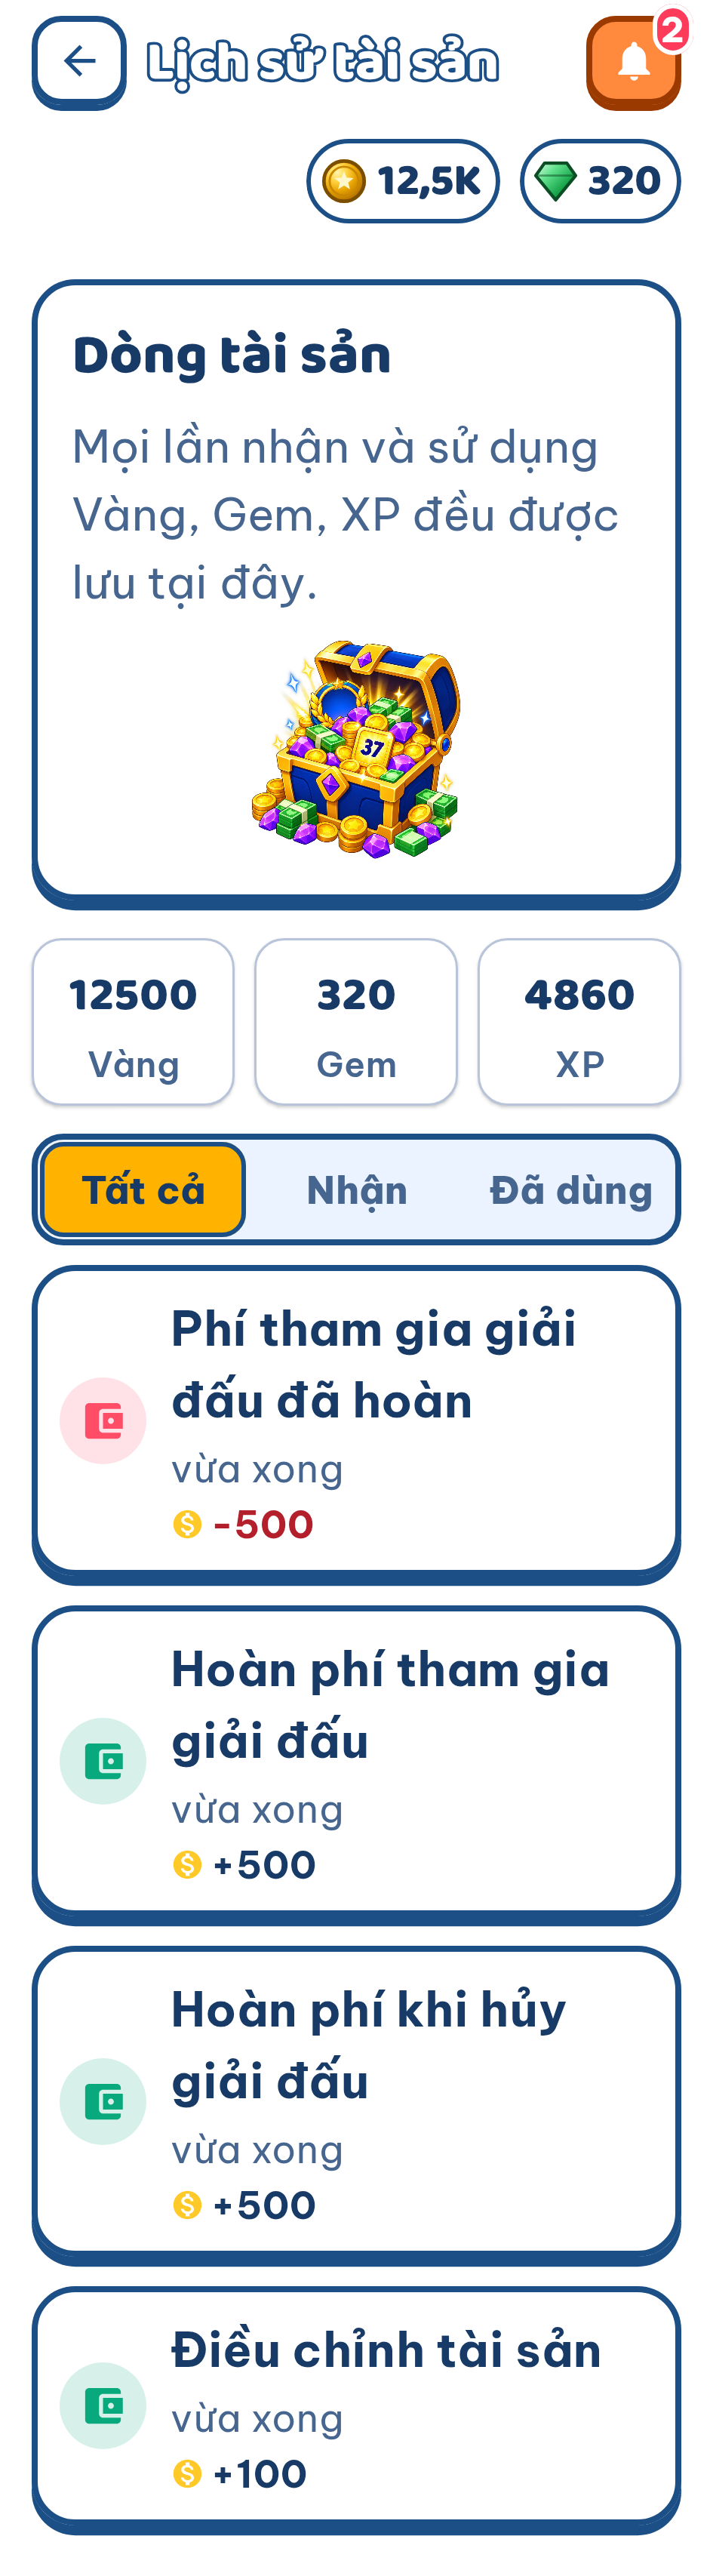 Lịch sử tài sản
2
12,5K
320
Dòng tài sản
Mọi lần nhận và sử dụng
Vàng, Gem, XP đều được
lưu tại đây.
37
12500
Vàng
320
Gem
4860
XP
Tất cả
Nhận
Đã dùng
Phí tham gia giải
đấu đã hoàn
vừa xong
-500
Hoàn phí tham gia
giải đấu
vừa xong
+500
Hoàn phí khi hủy
giải đấu
vừa xong
+500
Điều chỉnh tài sản
vừa xong
+100